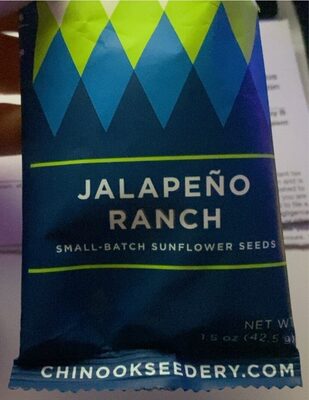 JALAPEÑO
RANCH
SMALL-BATCH SUNFLOWER SEEDS
NET
1.5 oz (42.5 g)
CHINOOKSEEDERY.COM